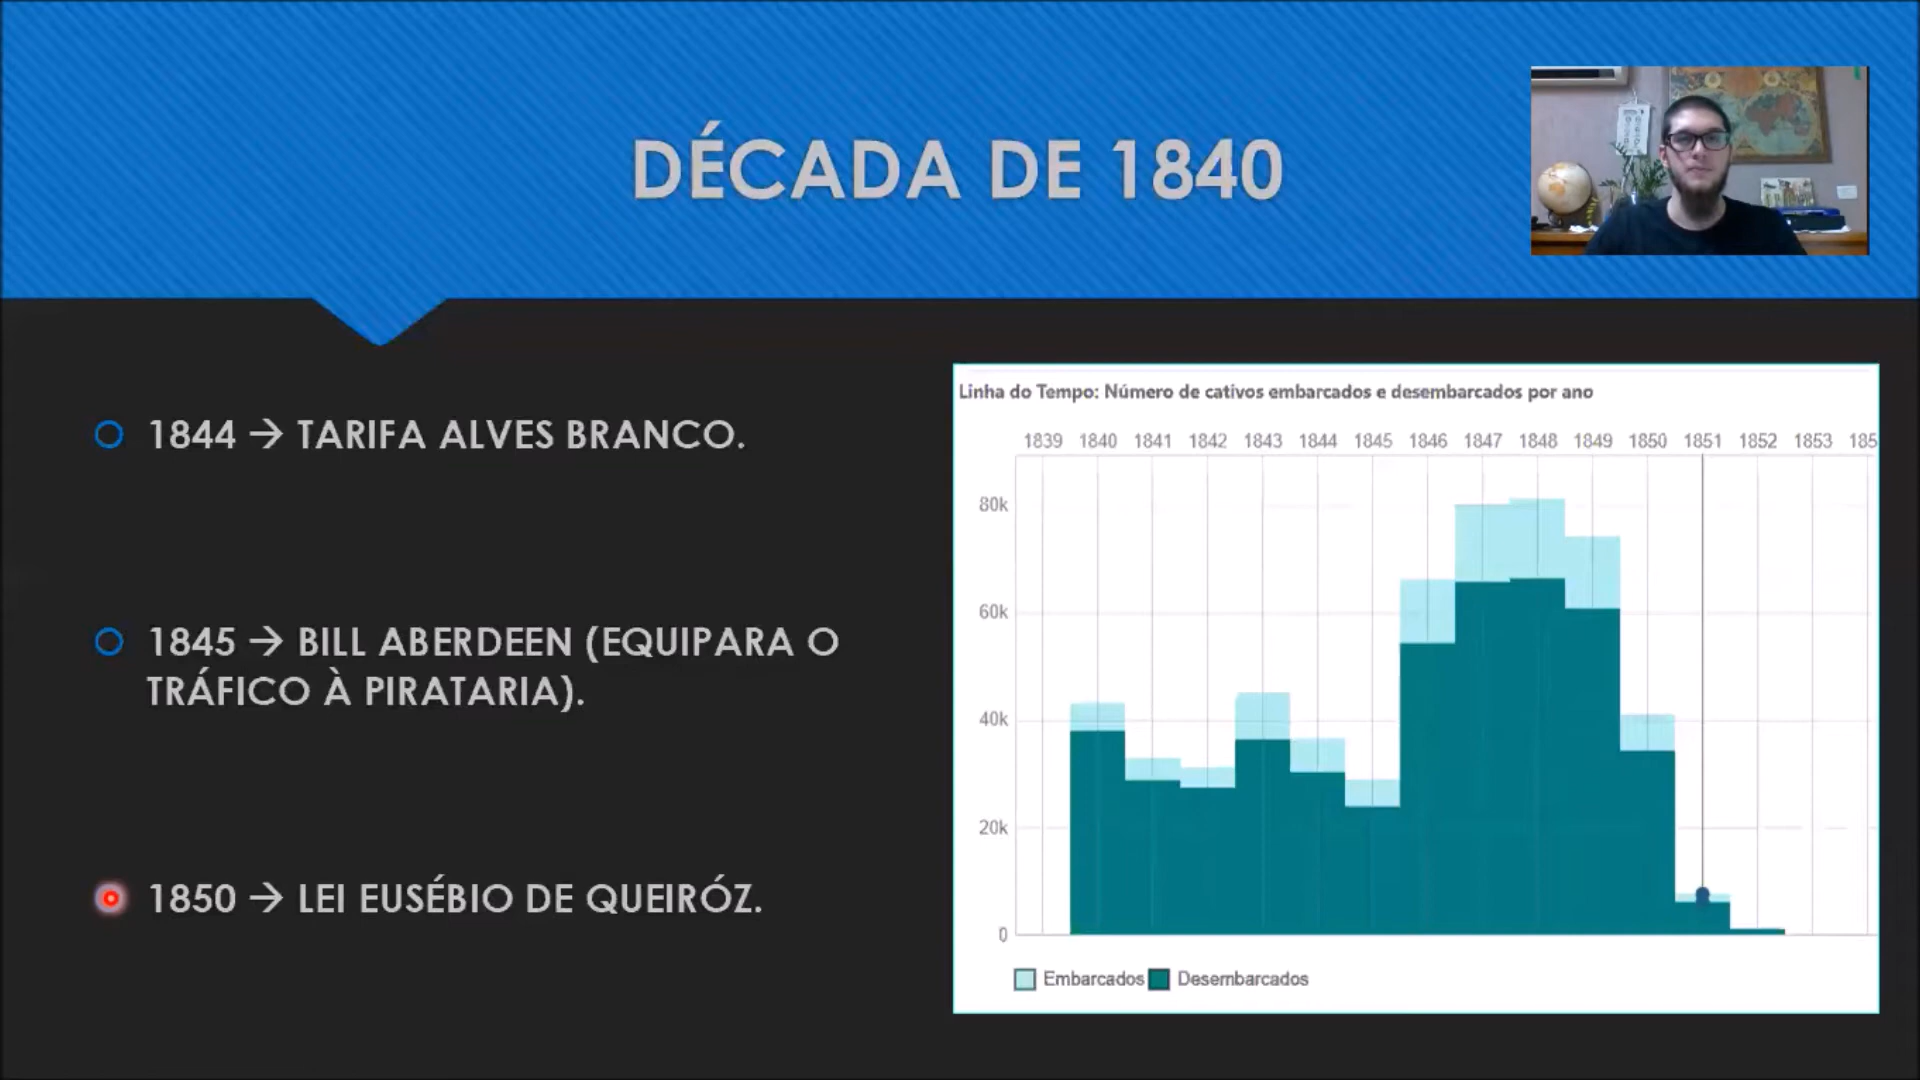 DÉCADA DE 1840
1844 → TARIFA ALVES BRANCO.
1845 → BILL ABERDEEN (EQUIPARA O
TRÁFICO À PIRATARIA).
1850 → LEI EUSÉBIO DE QUEIRÓZ.
Linha do Tempo: Número de cativos embarcados e desembarcados por ano
1839 1840 1841 1842 1843 1844 1845 1846 1847 1848 1849 1850 1851 1852 1853 185
80k
60k
40k
20k
0
Embarcados Desembarcados